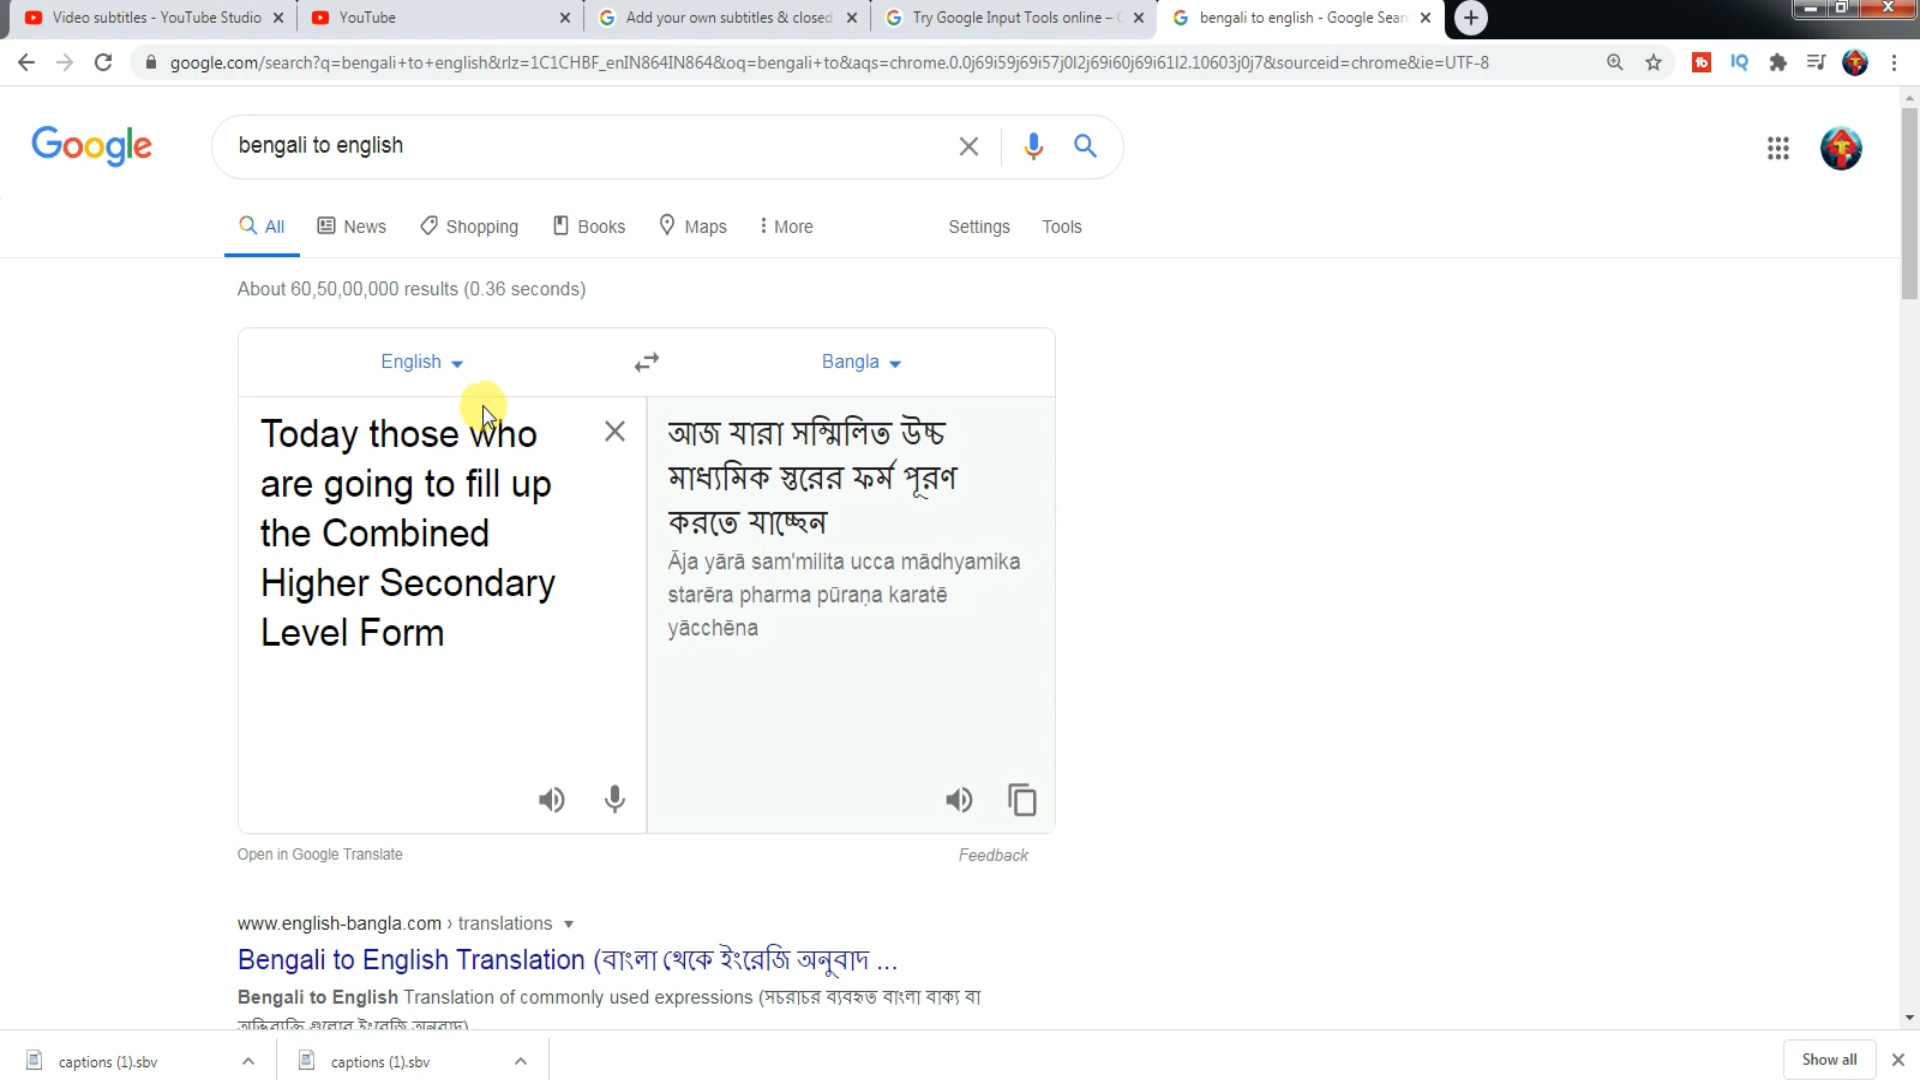 Video subtitles - YouTube Studio
YouTube
Add your own subtitles & closed
Try Google Input Tools online –
bengali to english - Google Sear
google.com/search?q=bengali+to+english&rlz=1C1CHBF_enIN864IN864&oq=bengali+to&aqs=chrome.0.0j69i59j69i57j0l2j69i60j69i61l2.10603j0j7&sourceid=chrome&ie=UTF-8
Google
bengali to english
All News Shopping Books Maps More Settings Tools
About 60,50,00,000 results (0.36 seconds)
English Bangla
Today those who
are going to fill up
the Combined
Higher Secondary
Level Form
আজ যারা সম্মিলিত উচ্চ
মাধ্যমিক স্তরের ফর্ম পূরণ
করতে যাচ্ছেন
Āja yārā sam'milita ucca mādhyamika
starēra pharma pūraṇa karatē
yācchēna
Open in Google Translate Feedback
www.english-bangla.com › translations
Bengali to English Translation (বাংলা থেকে ইংরেজি অনুবাদ ...
Bengali to English Translation of commonly used expressions (সচরাচর ব্যবহৃত বাংলা বাক্য বা
অভিব্যক্তি গুলোর ইংরেজি অনুবাদ)
captions (1).sbv captions (1).sbv Show all